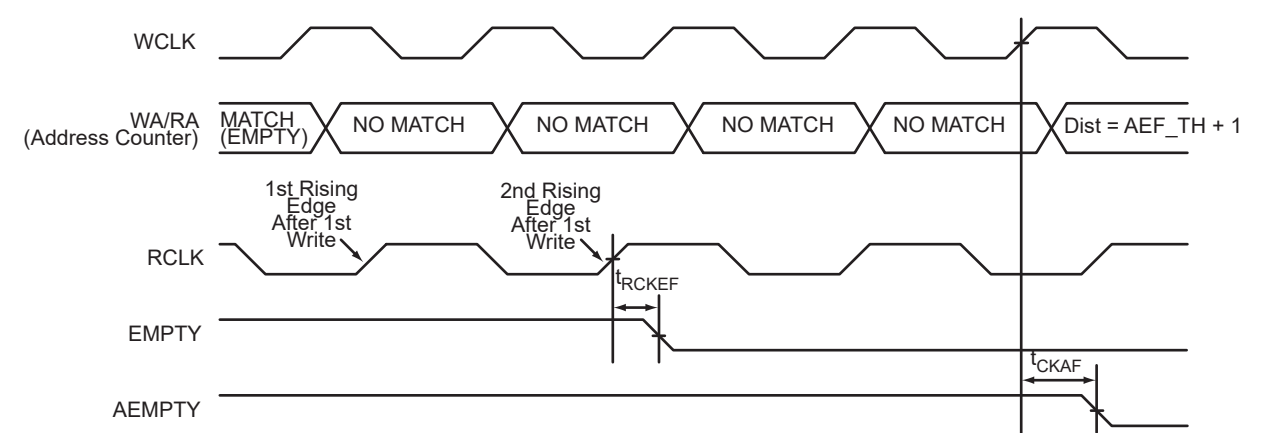 WCLK
WA/RA
(Address Counter)
MATCH
(EMPTY)
NO MATCH
NO MATCH
NO MATCH
NO MATCH
Dist = AEF_TH + 1
1st Rising
Edge
After 1st
Write
2nd Rising
Edge
After 1st
Write
RCLK
tRCKEF
EMPTY
tCKAF
AEMPTY